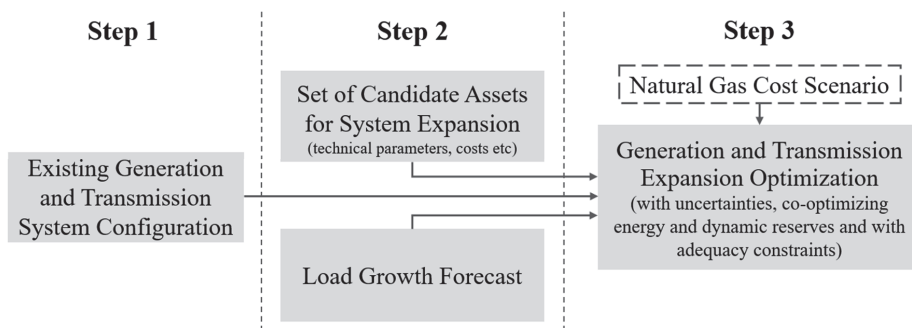 Step 1
Step 2
Step 3
Existing Generation
and Transmission
System Configuration
Set of Candidate Assets
for System Expansion
(technical parameters, costs etc)
Load Growth Forecast
Natural Gas Cost Scenario
Generation and Transmission
Expansion Optimization
(with uncertainties, co-optimizing
energy and dynamic reserves and with
adequacy constraints)